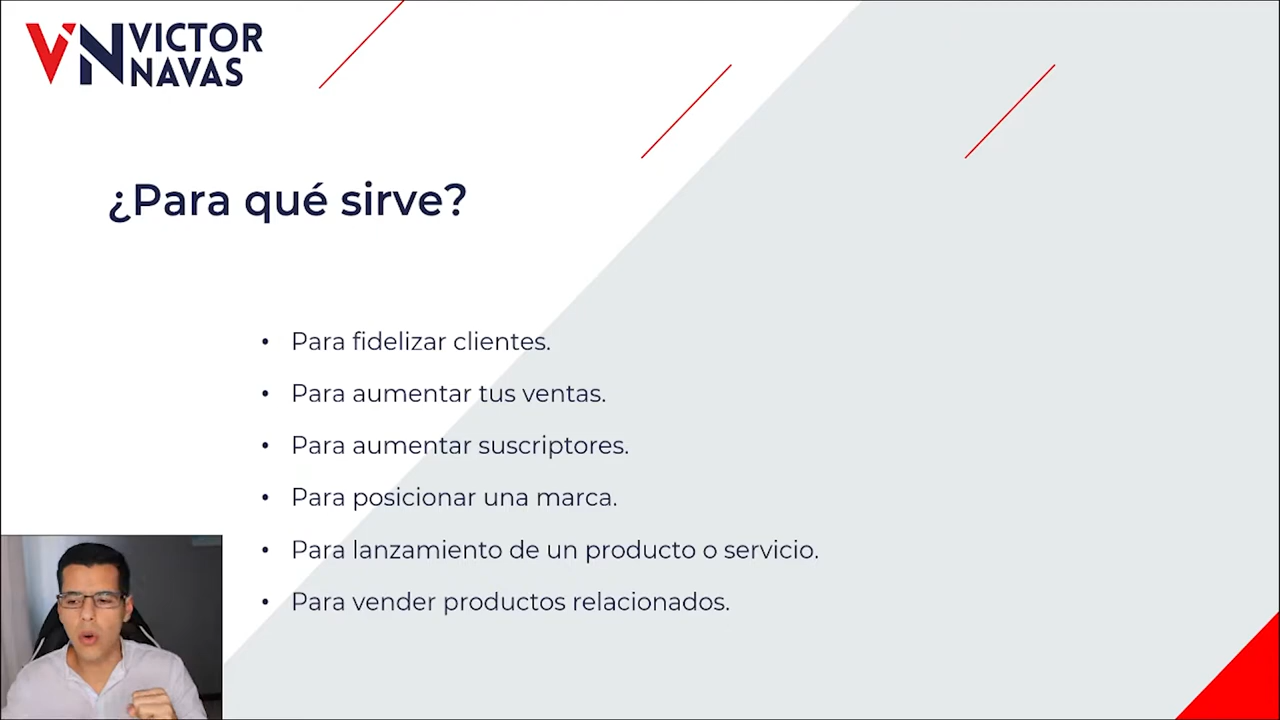 VN VICTOR
NAVAS
¿Para qué sirve?
• Para fidelizar clientes.
• Para aumentar tus ventas.
• Para aumentar suscriptores.
• Para posicionar una marca.
• Para lanzamiento de un producto o servicio.
• Para vender productos relacionados.